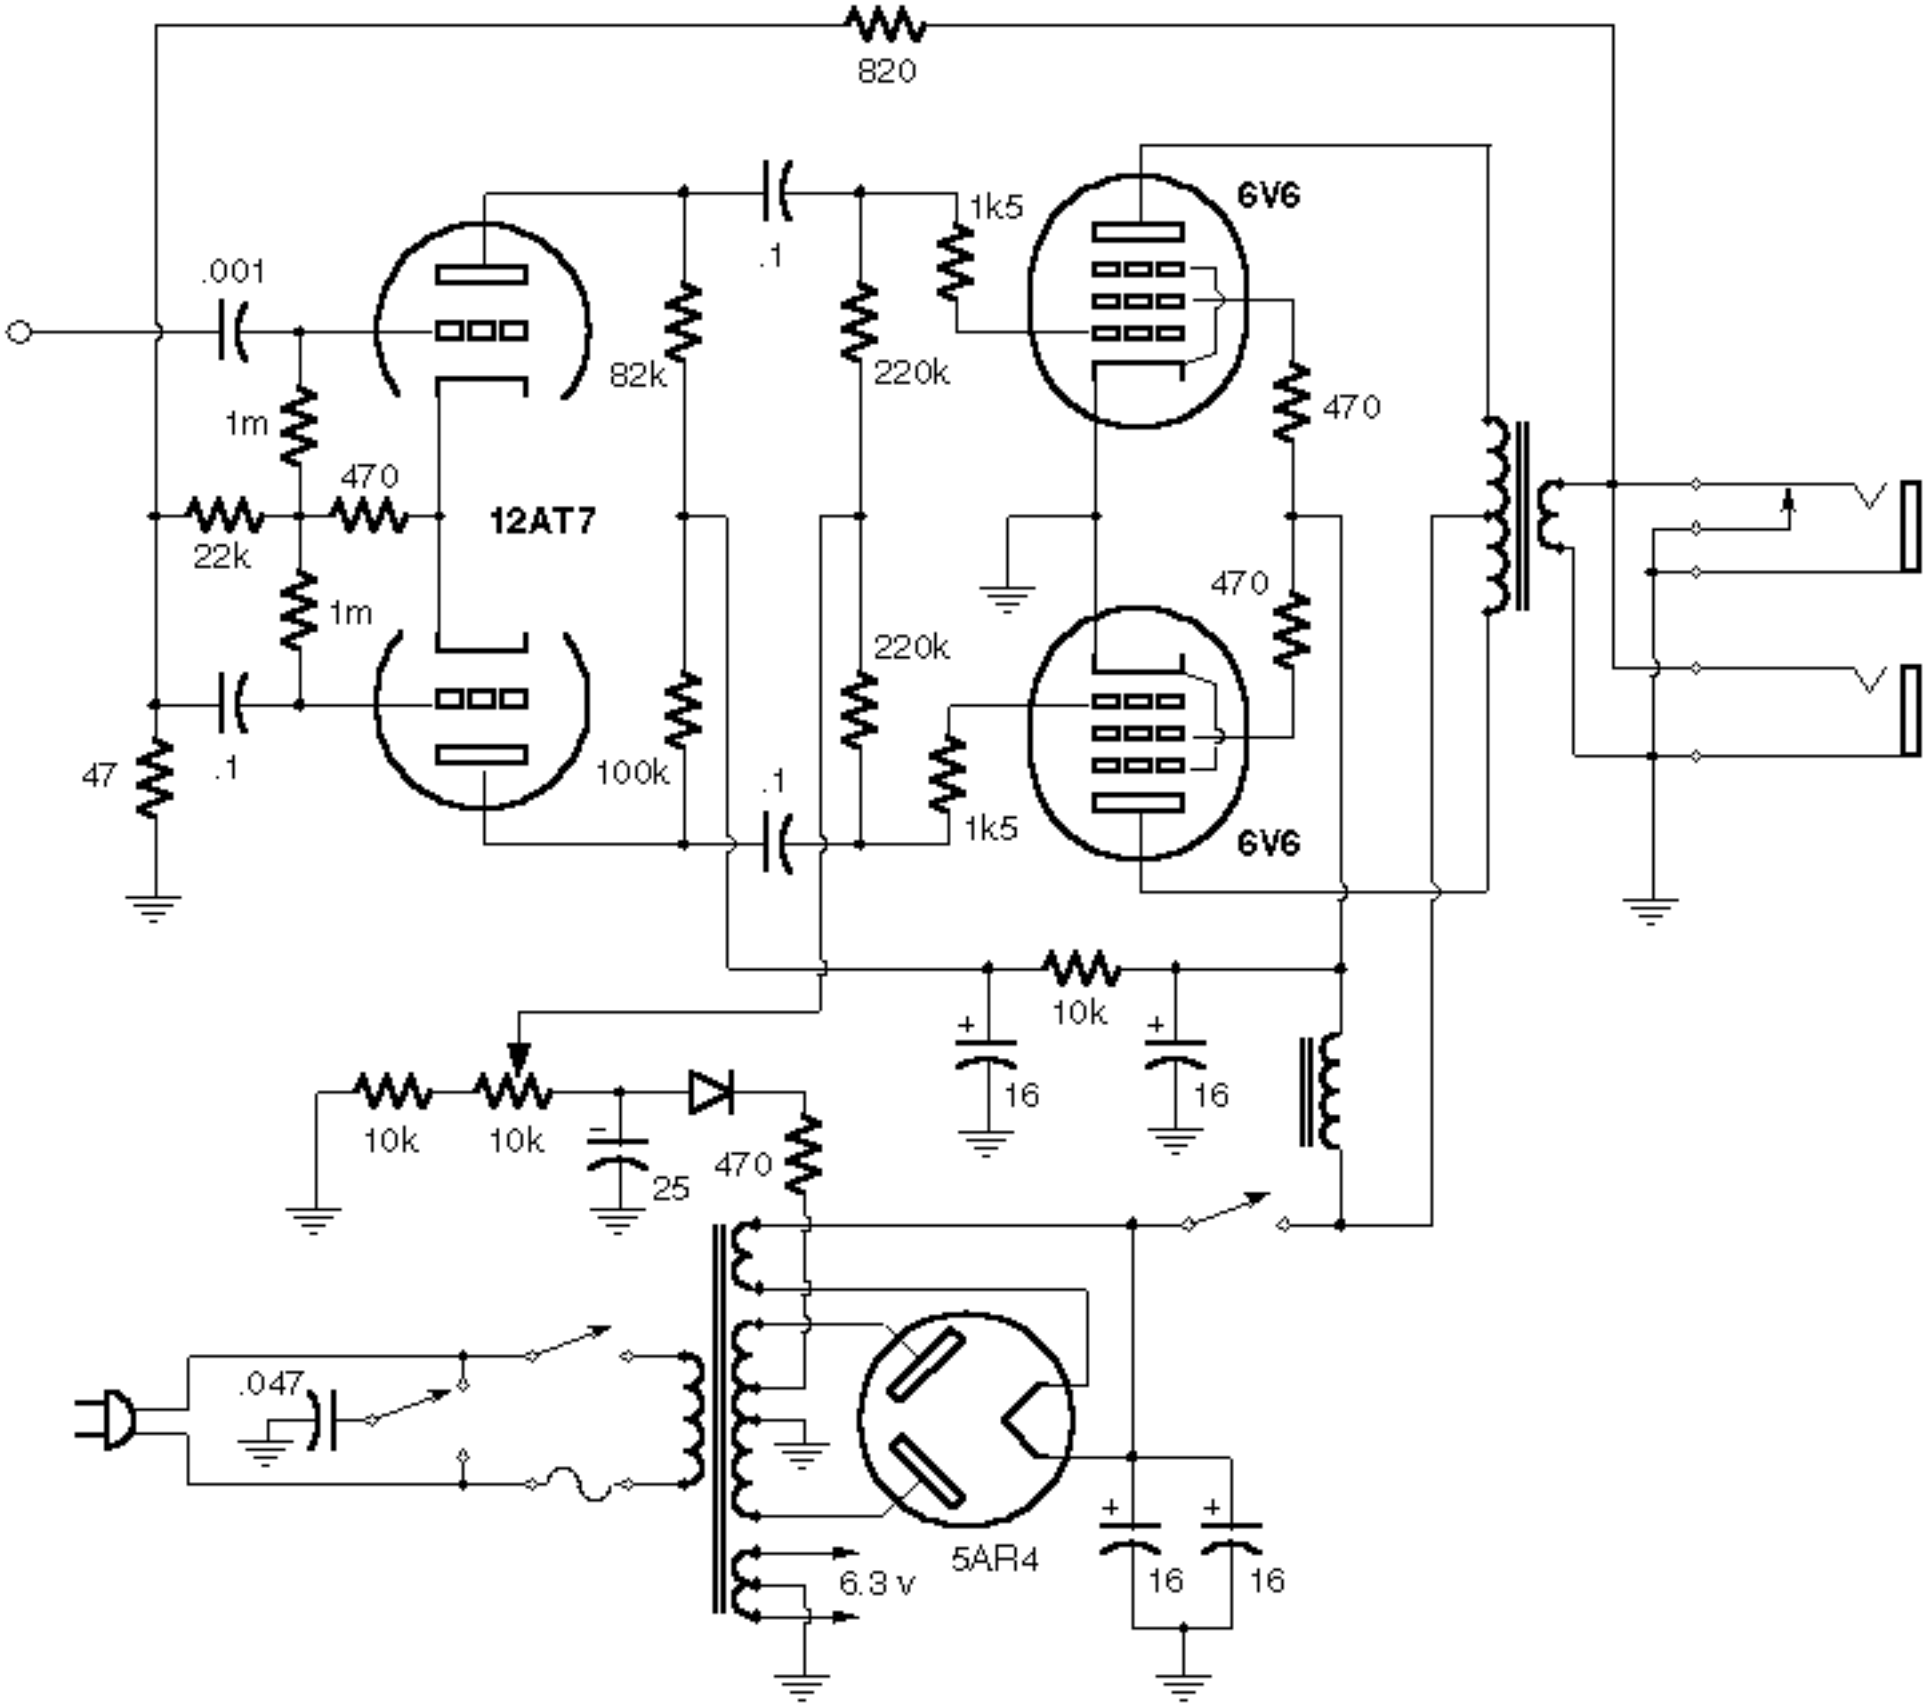 820
6V6
1k5
.001
.1
82k
220k
470
1m
470
12AT7
22k
470
1m
220k
47
.1
100k
.1
1k5
6V6
+
10k
+
16
16
10k
10k
−
470
25
.047
+
+
5AR4
6.3 v
16
16